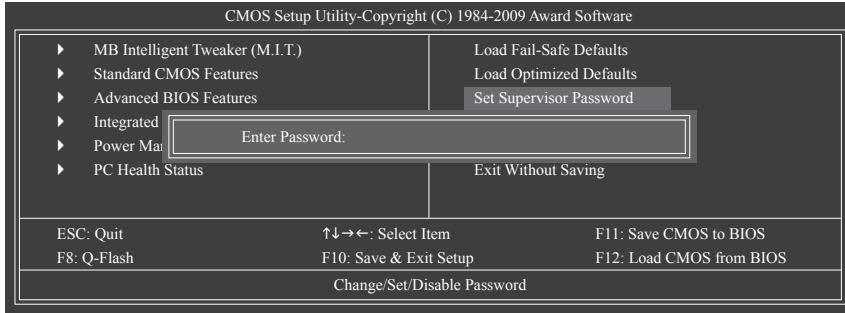 CMOS Setup Utility-Copyright (C) 1984-2009 Award Software
MB Intelligent Tweaker (M.I.T.)
Standard CMOS Features
Advanced BIOS Features
Integrated
PC Health Status
Load Fail-Safe Defaults
Load Optimized Defaults
Set Supervisor Password
Exit Without Saving
Enter Password:
ESC: Quit
↑↓→←: Select Item
F11: Save CMOS to BIOS
F8: Q-Flash
F10: Save & Exit Setup
F12: Load CMOS from BIOS
Change/Set/Disable Password